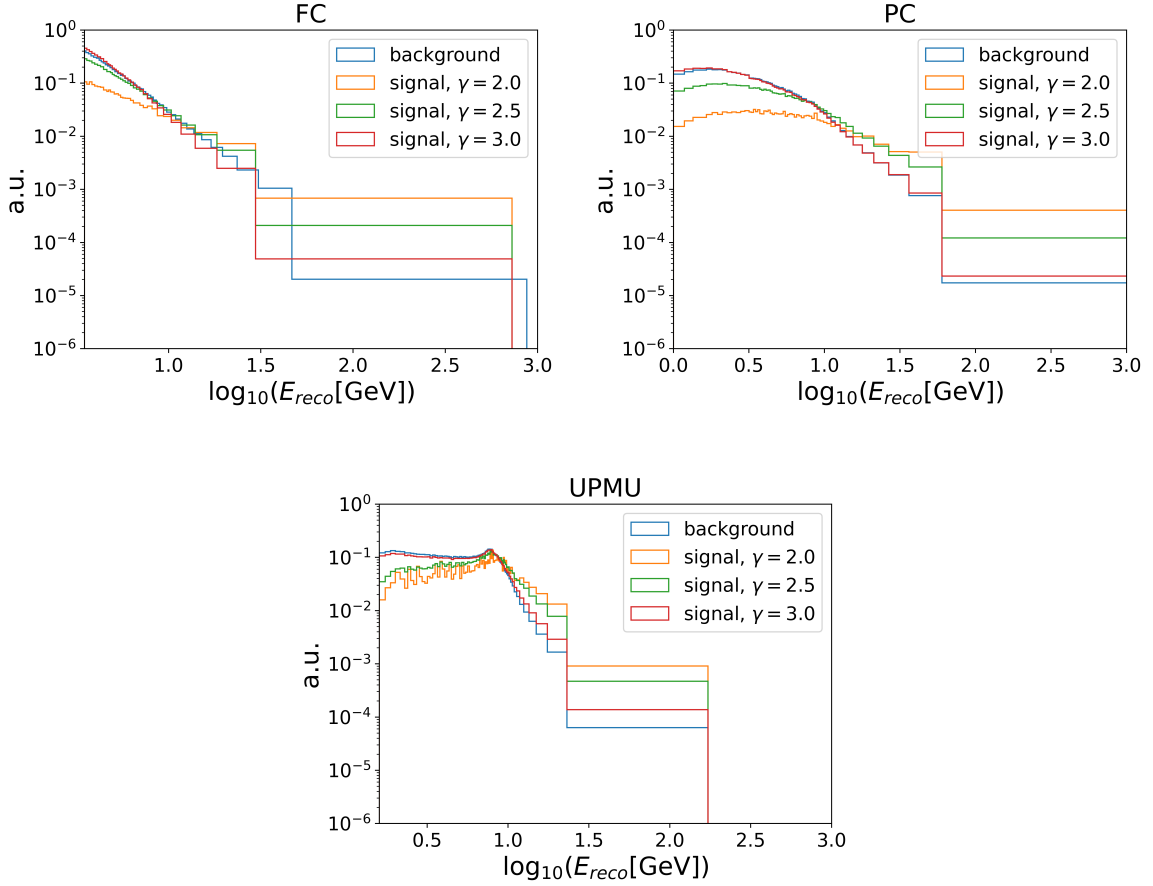 FC
10⁰
10⁻¹
10⁻²
10⁻³
10⁻⁴
10⁻⁵
10⁻⁶
a.u.
background
signal, γ = 2.0
signal, γ = 2.5
signal, γ = 3.0
1.0 1.5 2.0 2.5 3.0
log₁₀(E_reco[GeV])
PC
10⁰
10⁻¹
10⁻²
10⁻³
10⁻⁴
10⁻⁵
10⁻⁶
a.u.
background
signal, γ = 2.0
signal, γ = 2.5
signal, γ = 3.0
0.0 0.5 1.0 1.5 2.0 2.5 3.0
log₁₀(E_reco[GeV])
UPMU
10⁰
10⁻¹
10⁻²
10⁻³
10⁻⁴
10⁻⁵
10⁻⁶
a.u.
background
signal, γ = 2.0
signal, γ = 2.5
signal, γ = 3.0
0.5 1.0 1.5 2.0 2.5 3.0
log₁₀(E_reco[GeV])